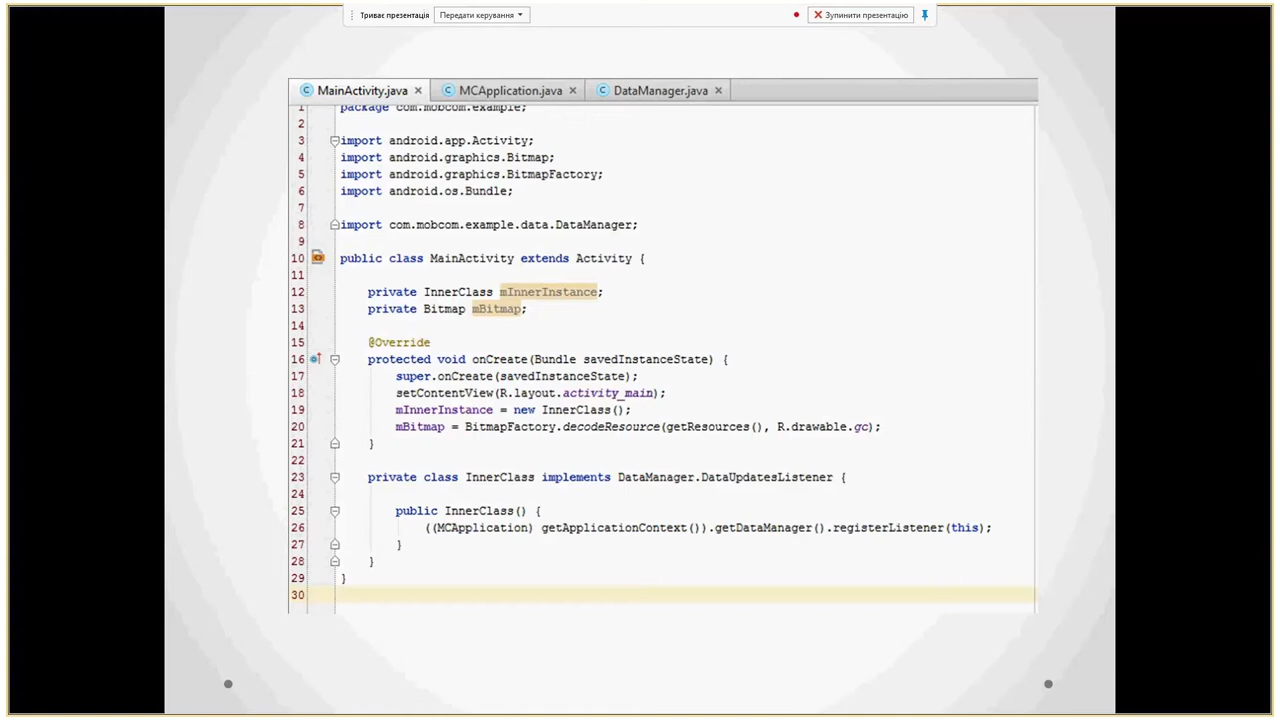 Триває презентація Передати керування Зупинити презентацію
MainActivity.java MCApplication.java DataManager.java
1 package com.mobcom.example;
2
3 import android.app.Activity;
4 import android.graphics.Bitmap;
5 import android.graphics.BitmapFactory;
6 import android.os.Bundle;
7
8 import com.mobcom.example.data.DataManager;
9
10 public class MainActivity extends Activity {
11
12 private InnerClass mInnerInstance;
13 private Bitmap mBitmap;
14
15 @Override
16 protected void onCreate(Bundle savedInstanceState) {
17 super.onCreate(savedInstanceState);
18 setContentView(R.layout.activity_main);
19 mInnerInstance = new InnerClass();
20 mBitmap = BitmapFactory.decodeResource(getResources(), R.drawable.gc);
21 }
22
23 private class InnerClass implements DataManager.DataUpdatesListener {
24
25 public InnerClass() {
26 ((MCApplication) getApplicationContext()).getDataManager().registerListener(this);
27 }
28 }
29 }
30